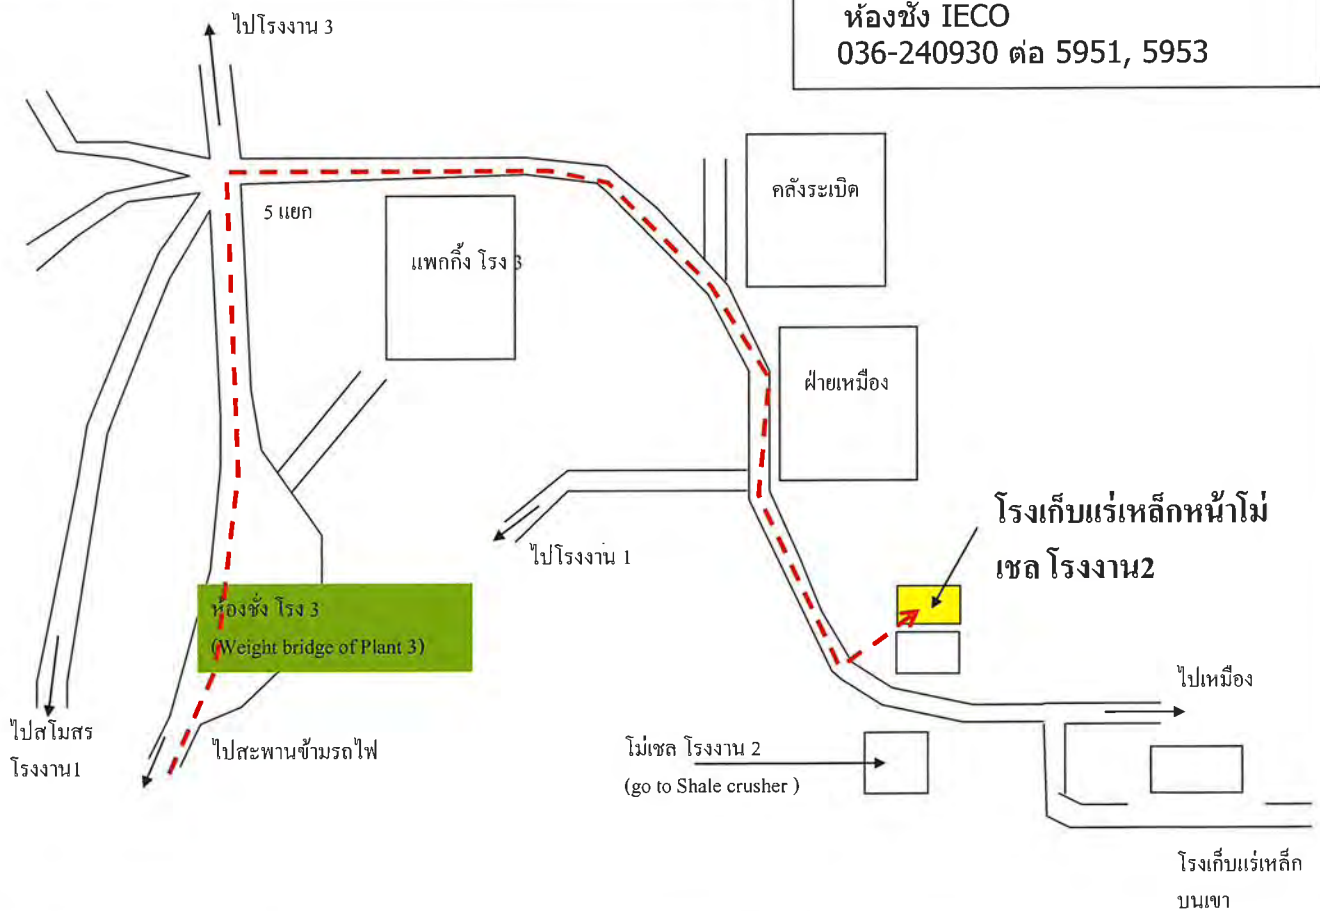 ห้องชั่ง IECO
036-240930 ต่อ 5951, 5953
ไปโรงงาน 3
คลังระเบิด
5 แยก
แพกกิ้ง โรง 3
ฝ่ายเหมือง
โรงเก็บแร่เหล็กหน้าโม่
เชล โรงงาน2
ไปโรงงาน 1
ห้องชั่ง โรง 3
(Weight bridge of Plant 3)
ไปเหมือง
ไปสโมสร
โรงงาน1
ไปสะพานข้ามรถไฟ
โม่เชล โรงงาน 2
(go to Shale crusher )
โรงเก็บแร่เหล็ก
บนเขา